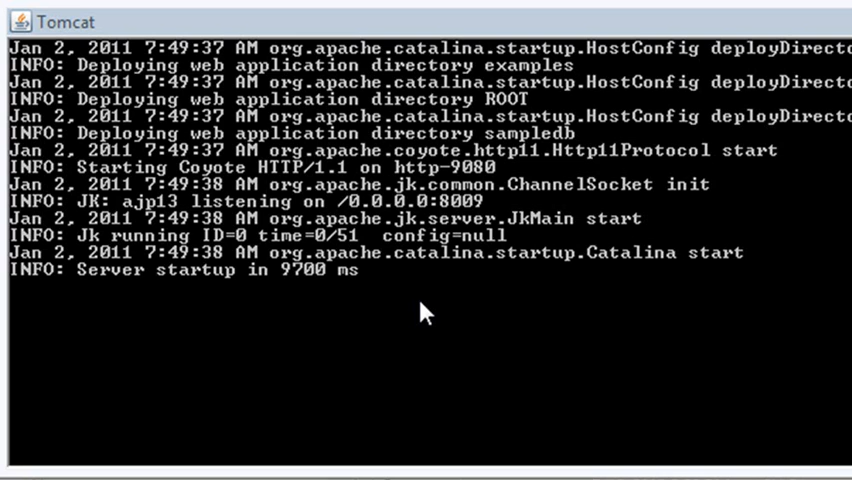 Tomcat
Jan 2, 2011 7:49:37 AM org.apache.catalina.startup.HostConfig deployDirecto
INFO: Deploying web application directory examples
Jan 2, 2011 7:49:37 AM org.apache.catalina.startup.HostConfig deployDirecto
INFO: Deploying web application directory ROOT
Jan 2, 2011 7:49:37 AM org.apache.catalina.startup.HostConfig deployDirecto
INFO: Deploying web application directory sampledb
Jan 2, 2011 7:49:37 AM org.apache.coyote.http11.Http11Protocol start
INFO: Starting Coyote HTTP/1.1 on http-9080
Jan 2, 2011 7:49:38 AM org.apache.jk.common.ChannelSocket init
INFO: JK: ajp13 listening on /0.0.0.0:8009
Jan 2, 2011 7:49:38 AM org.apache.jk.server.JkMain start
INFO: Jk running ID=0 time=0/51  config=null
Jan 2, 2011 7:49:38 AM org.apache.catalina.startup.Catalina start
INFO: Server startup in 9700 ms